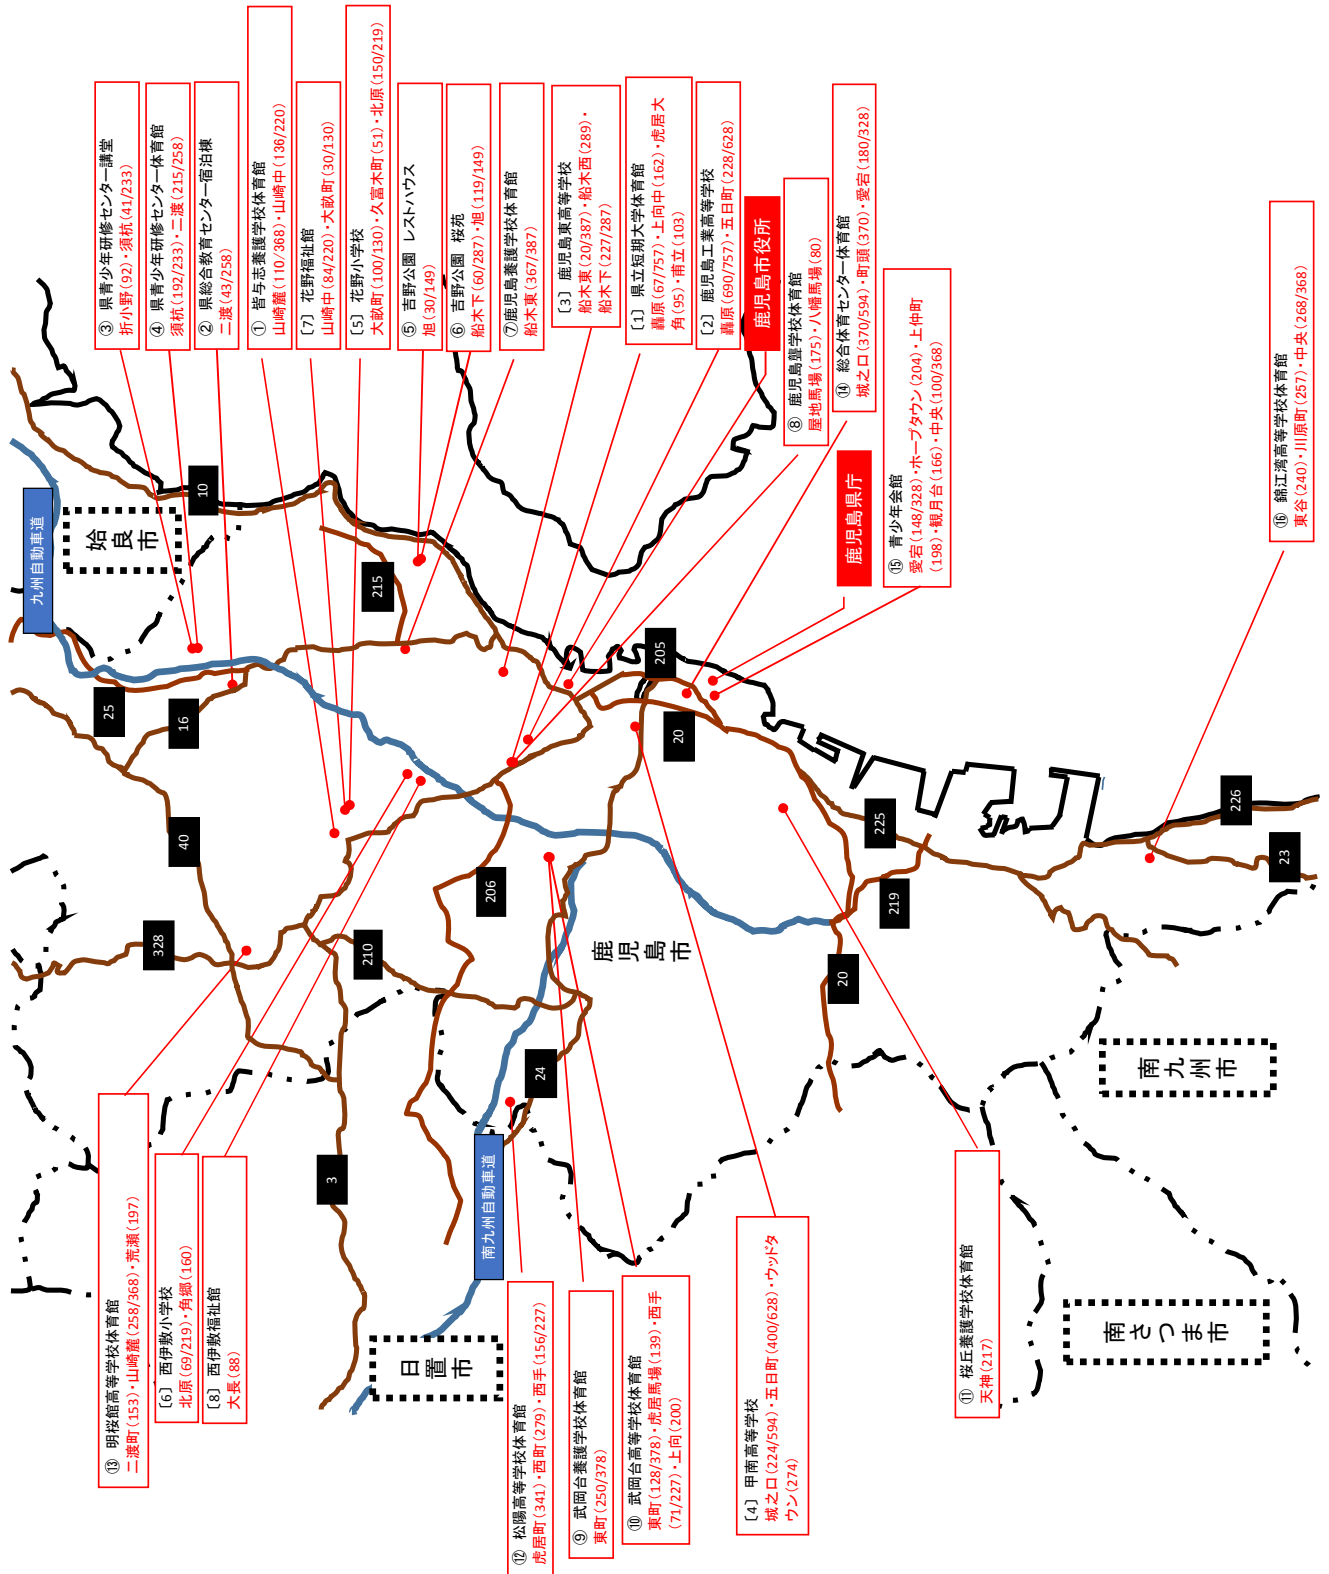 ③ 県青少年研修センター講堂
折小野(92)・須杭(41/233)
④ 県青少年研修センター体育館
須杭(192/233)・二渡(215/258)
② 県総合教育センター宿泊棟
二渡(43/258)
① 皆与志養護学校体育館
山崎麓(110/368)・山崎中(136/220)
[7] 花野福祉館
山崎中(84/220)・大畝町(30/130)
[5] 花野小学校
大畝町(100/130)・久富木町(51)・北原(150/219)
⑤ 吉野公園 レストハウス
旭(30/149)
⑥ 吉野公園 桜苑
船木下(60/287)・旭(119/149)
⑦鹿児島養護学校体育館
船木東(367/387)
[3] 鹿児島東高等学校
船木東(20/387)・船木西(289)・
船木下(227/287)
[1] 県立短期大学体育館
轟原(67/757)・上向中(162)・虎居大
角(95)・甫立(103)
[2] 鹿児島工業高等学校
轟原(690/757)・五日町(228/628)
鹿児島市役所
⑧ 鹿児島聾学校体育館
屋地馬場(175)・八幡馬場(80)
⑭ 総合体育センター体育館
城之口(370/594)・町頭(370)・愛宕(180/328)
鹿児島県庁
⑮ 青少年会館
愛宕(148/328)・ホープタウン(204)・上仲町
(198)・観月台(166)・中央(100/368)
⑯ 錦江湾高等学校体育館
東谷(240)・川原町(257)・中央(268/368)
九州自動車道
姶良市
10
215
25
16
40
328
210
206
205
20
225
226
219
23
20
24
3
鹿児島市
南九州自動車道
日置市
南九州市
南さつま市
⑬ 明桜館高等学校体育館
二渡町(153)・山崎麓(258/368)・荒瀬(197)
[6] 西伊敷小学校
北原(69/219)・角郷(160)
[8] 西伊敷福祉館
大長(88)
⑫ 松陽高等学校体育館
虎居町(341)・西町(279)・西手(156/227)
⑨ 武岡台養護学校体育館
東町(250/378)
⑩ 武岡台高等学校体育館
東町(128/378)・虎居馬場(139)・西手
(71/227)・上向(200)
[4] 甲南高等学校
城之口(224/594)・五日町(400/628)・ウッドタ
ウン(274)
⑪ 桜丘養護学校体育館
天神(217)